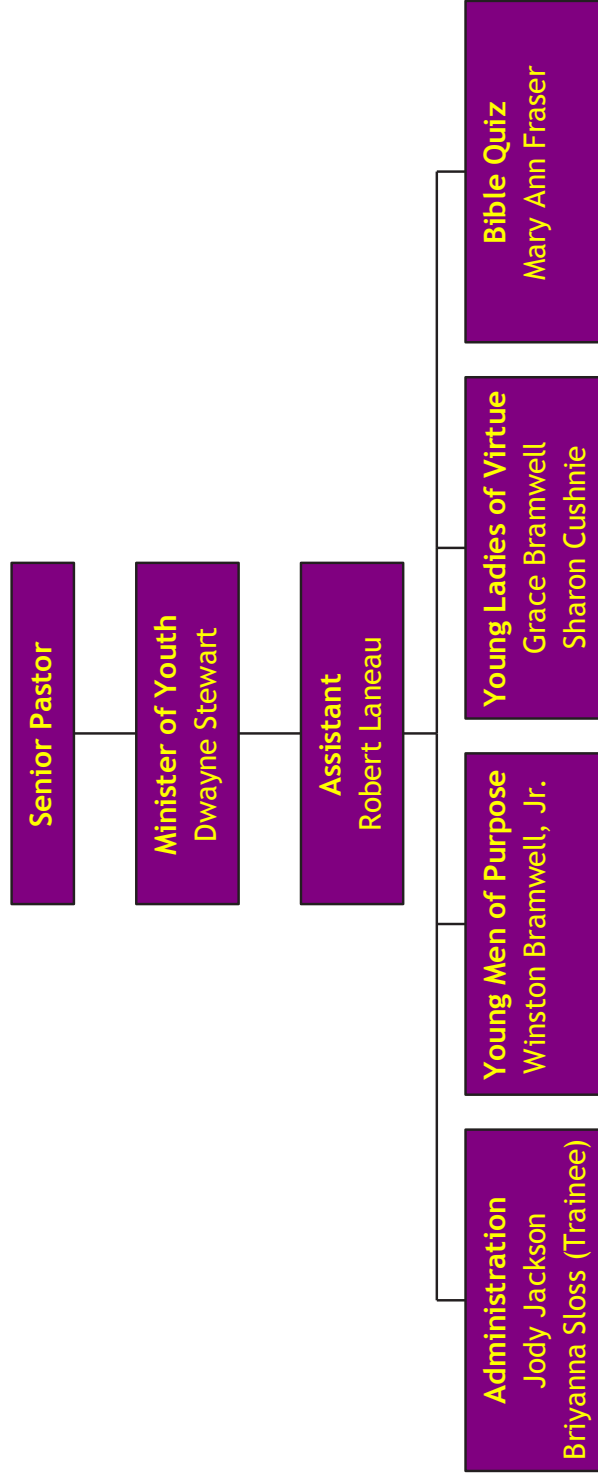 Senior Pastor
Minister of Youth
Dwayne Stewart
Assistant
Robert Laneau
Administration
Jody Jackson
Briyanna Sloss (Trainee)
Young Men of Purpose
Winston Bramwell, Jr.
Young Ladies of Virtue
Grace Bramwell
Sharon Cushnie
Bible Quiz
Mary Ann Fraser